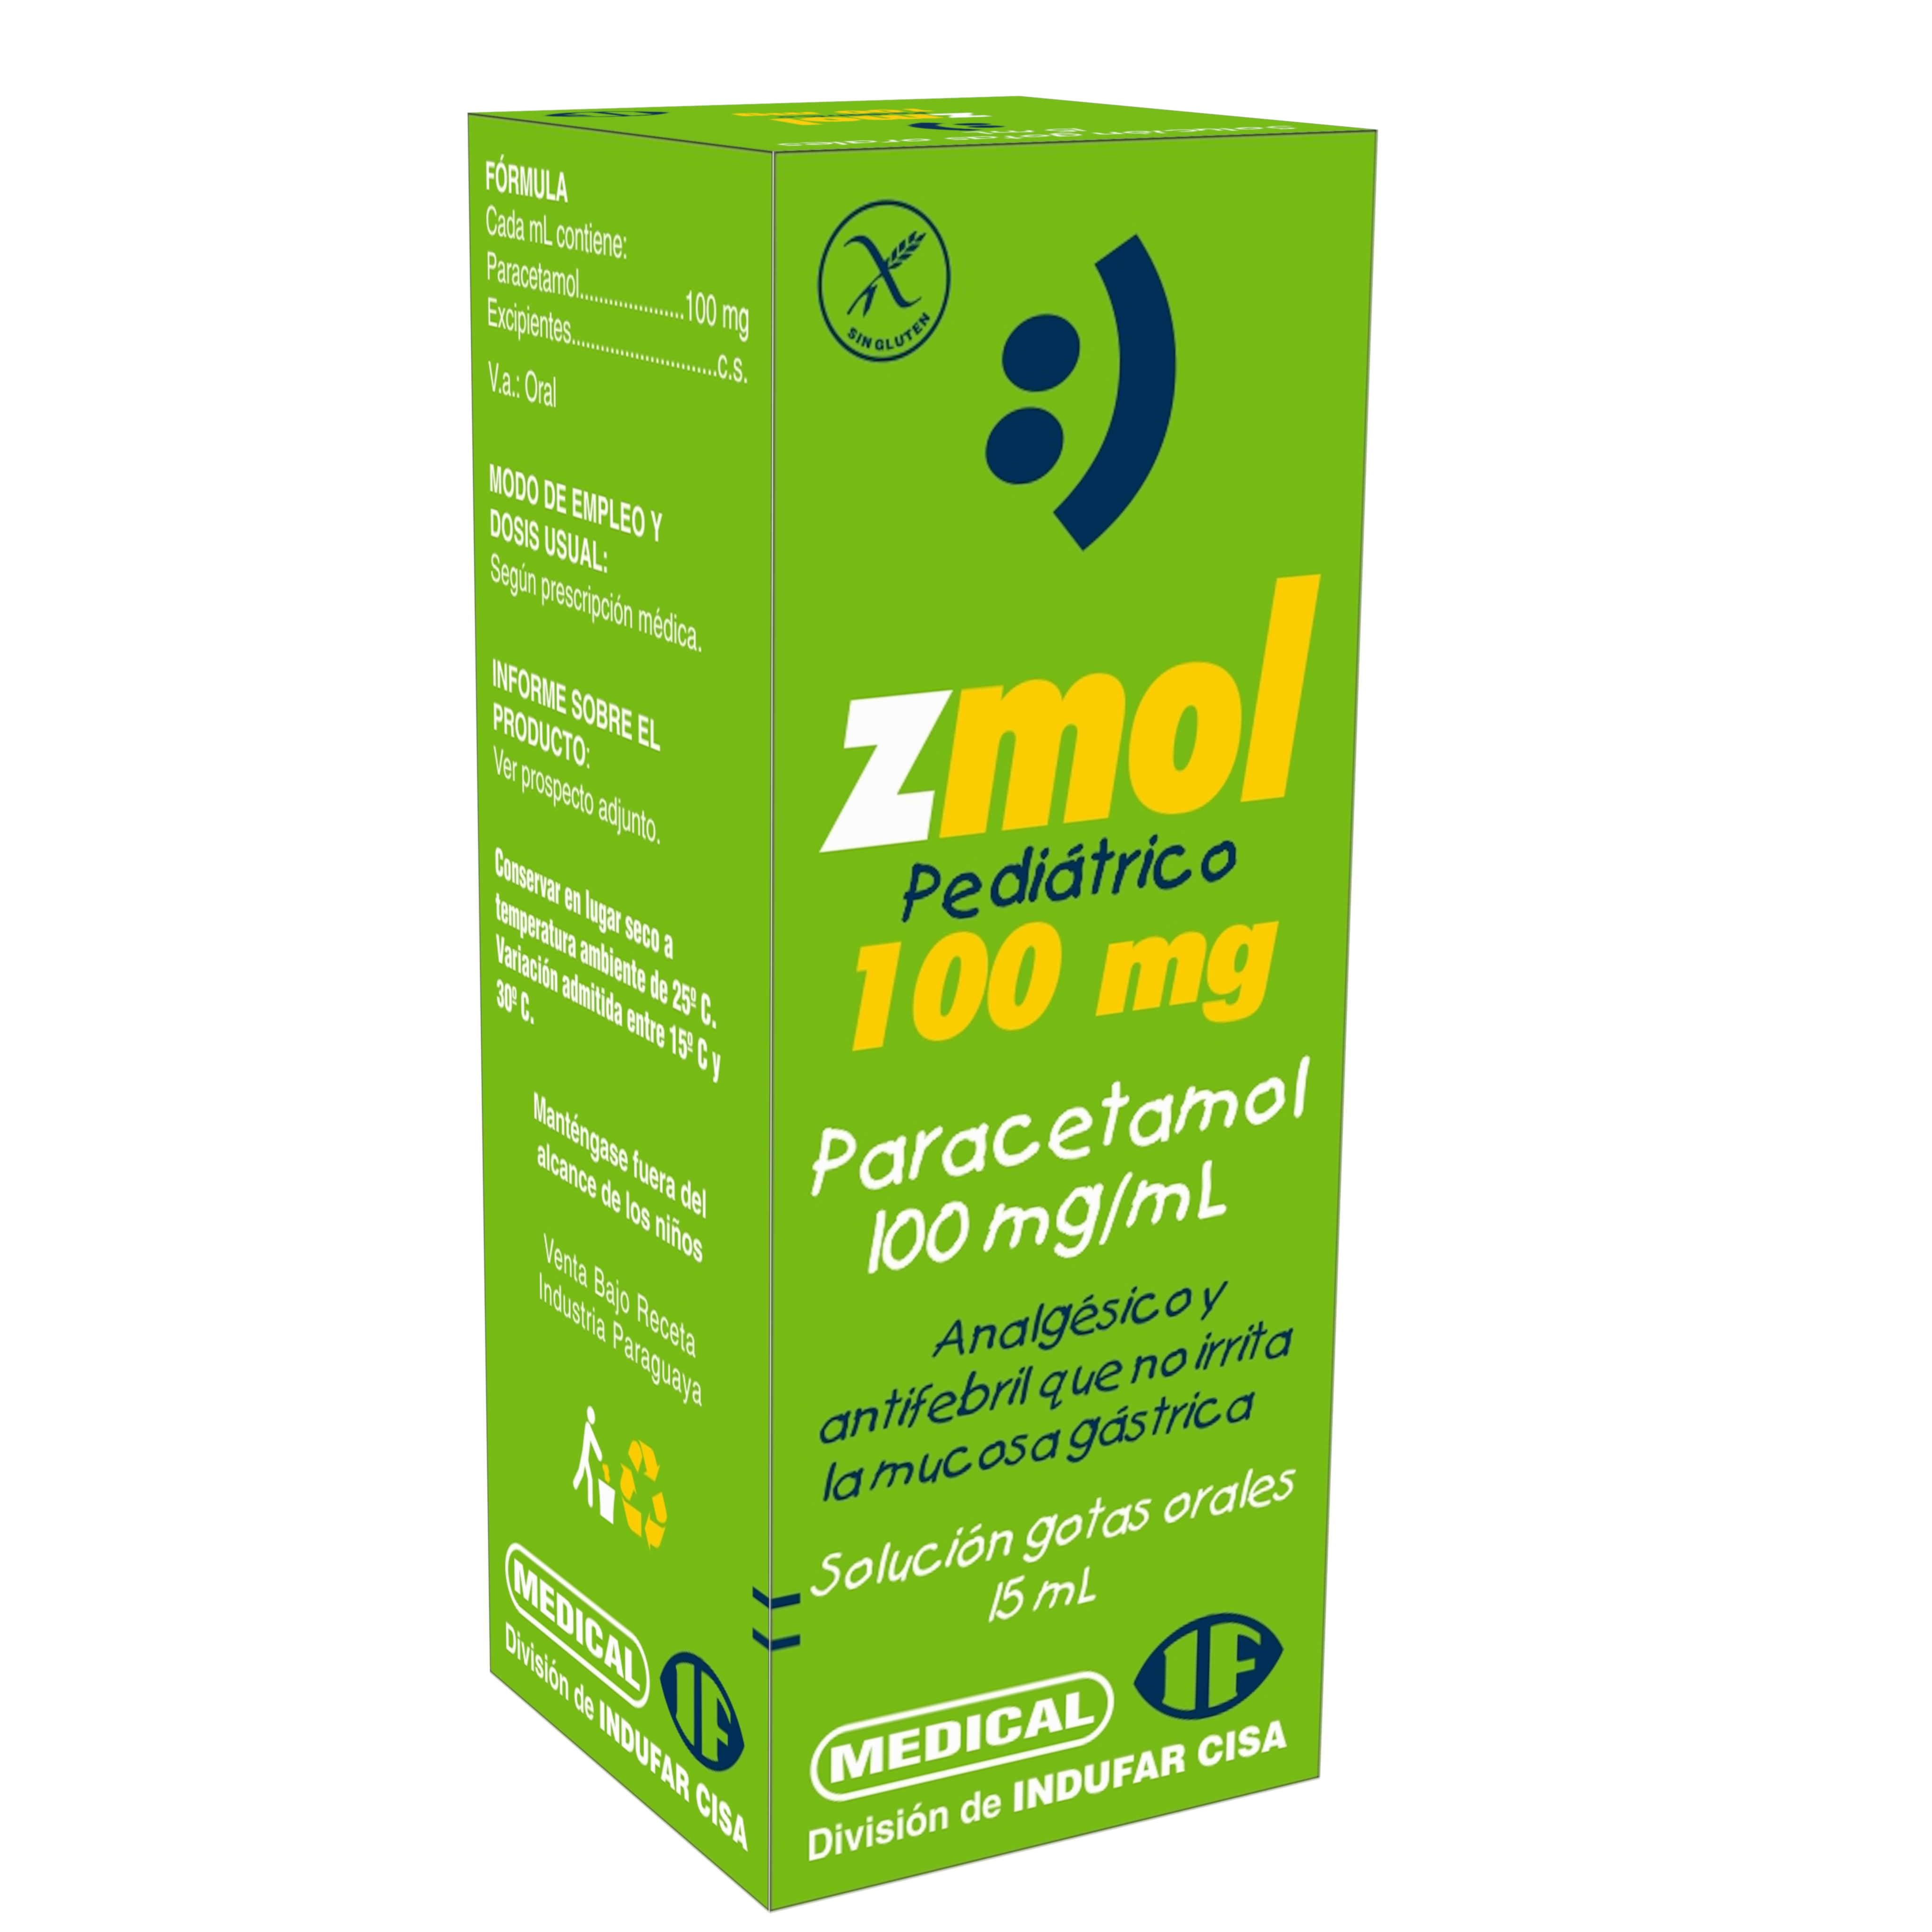 FÓRMULA
Cada mL contiene:
Paracetamol......................100 mg
Excipientes..............................c.s.
V.a.: Oral
MODO DE EMPLEO Y
DOSIS USUAL:
Según prescripción médica.
INFORME SOBRE EL
PRODUCTO:
Ver prospecto adjunto.
Conservar en lugar seco a
temperatura ambiente de 25º C.
Variación admitida entre 15º C y
30º C.
Manténgase fuera del
alcance de los niños
Venta Bajo Receta
Industria Paraguaya
MEDICAL
IF
División de INDUFAR CISA
SIN GLUTEN
:)
zmol
Pediátrico
100 mg
Paracetamol
100 mg/mL
Analgésico y
antifebril que no irrita
la mucosa gástrica
Solución gotas orales
15 mL
MEDICAL
IF
División de INDUFAR CISA